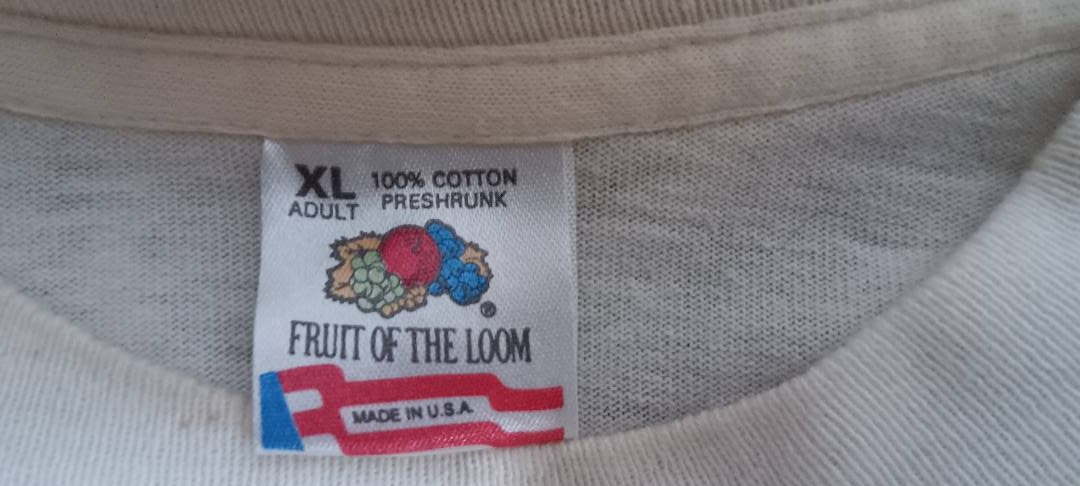 XL 100% COTTON
ADULT PRESHRUNK
®
FRUIT OF THE LOOM
MADE IN U.S.A.